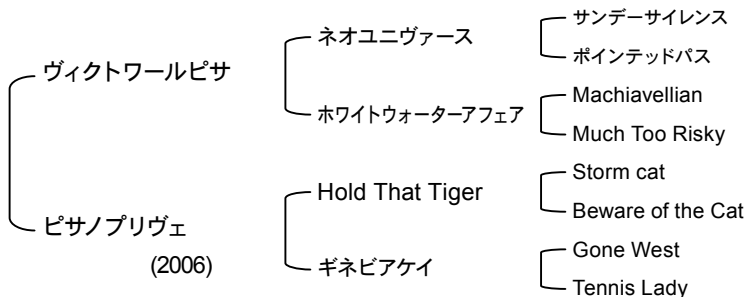 ヴィクトワールピサ
ネオユニヴァース
サンデーサイレンス
ポインテッドパス
ホワイトウォーターアフェア
Machiavellian
Much Too Risky
ピサノプリヴェ
(2006)
Hold That Tiger
Storm cat
Beware of the Cat
ギネビアケイ
Gone West
Tennis Lady